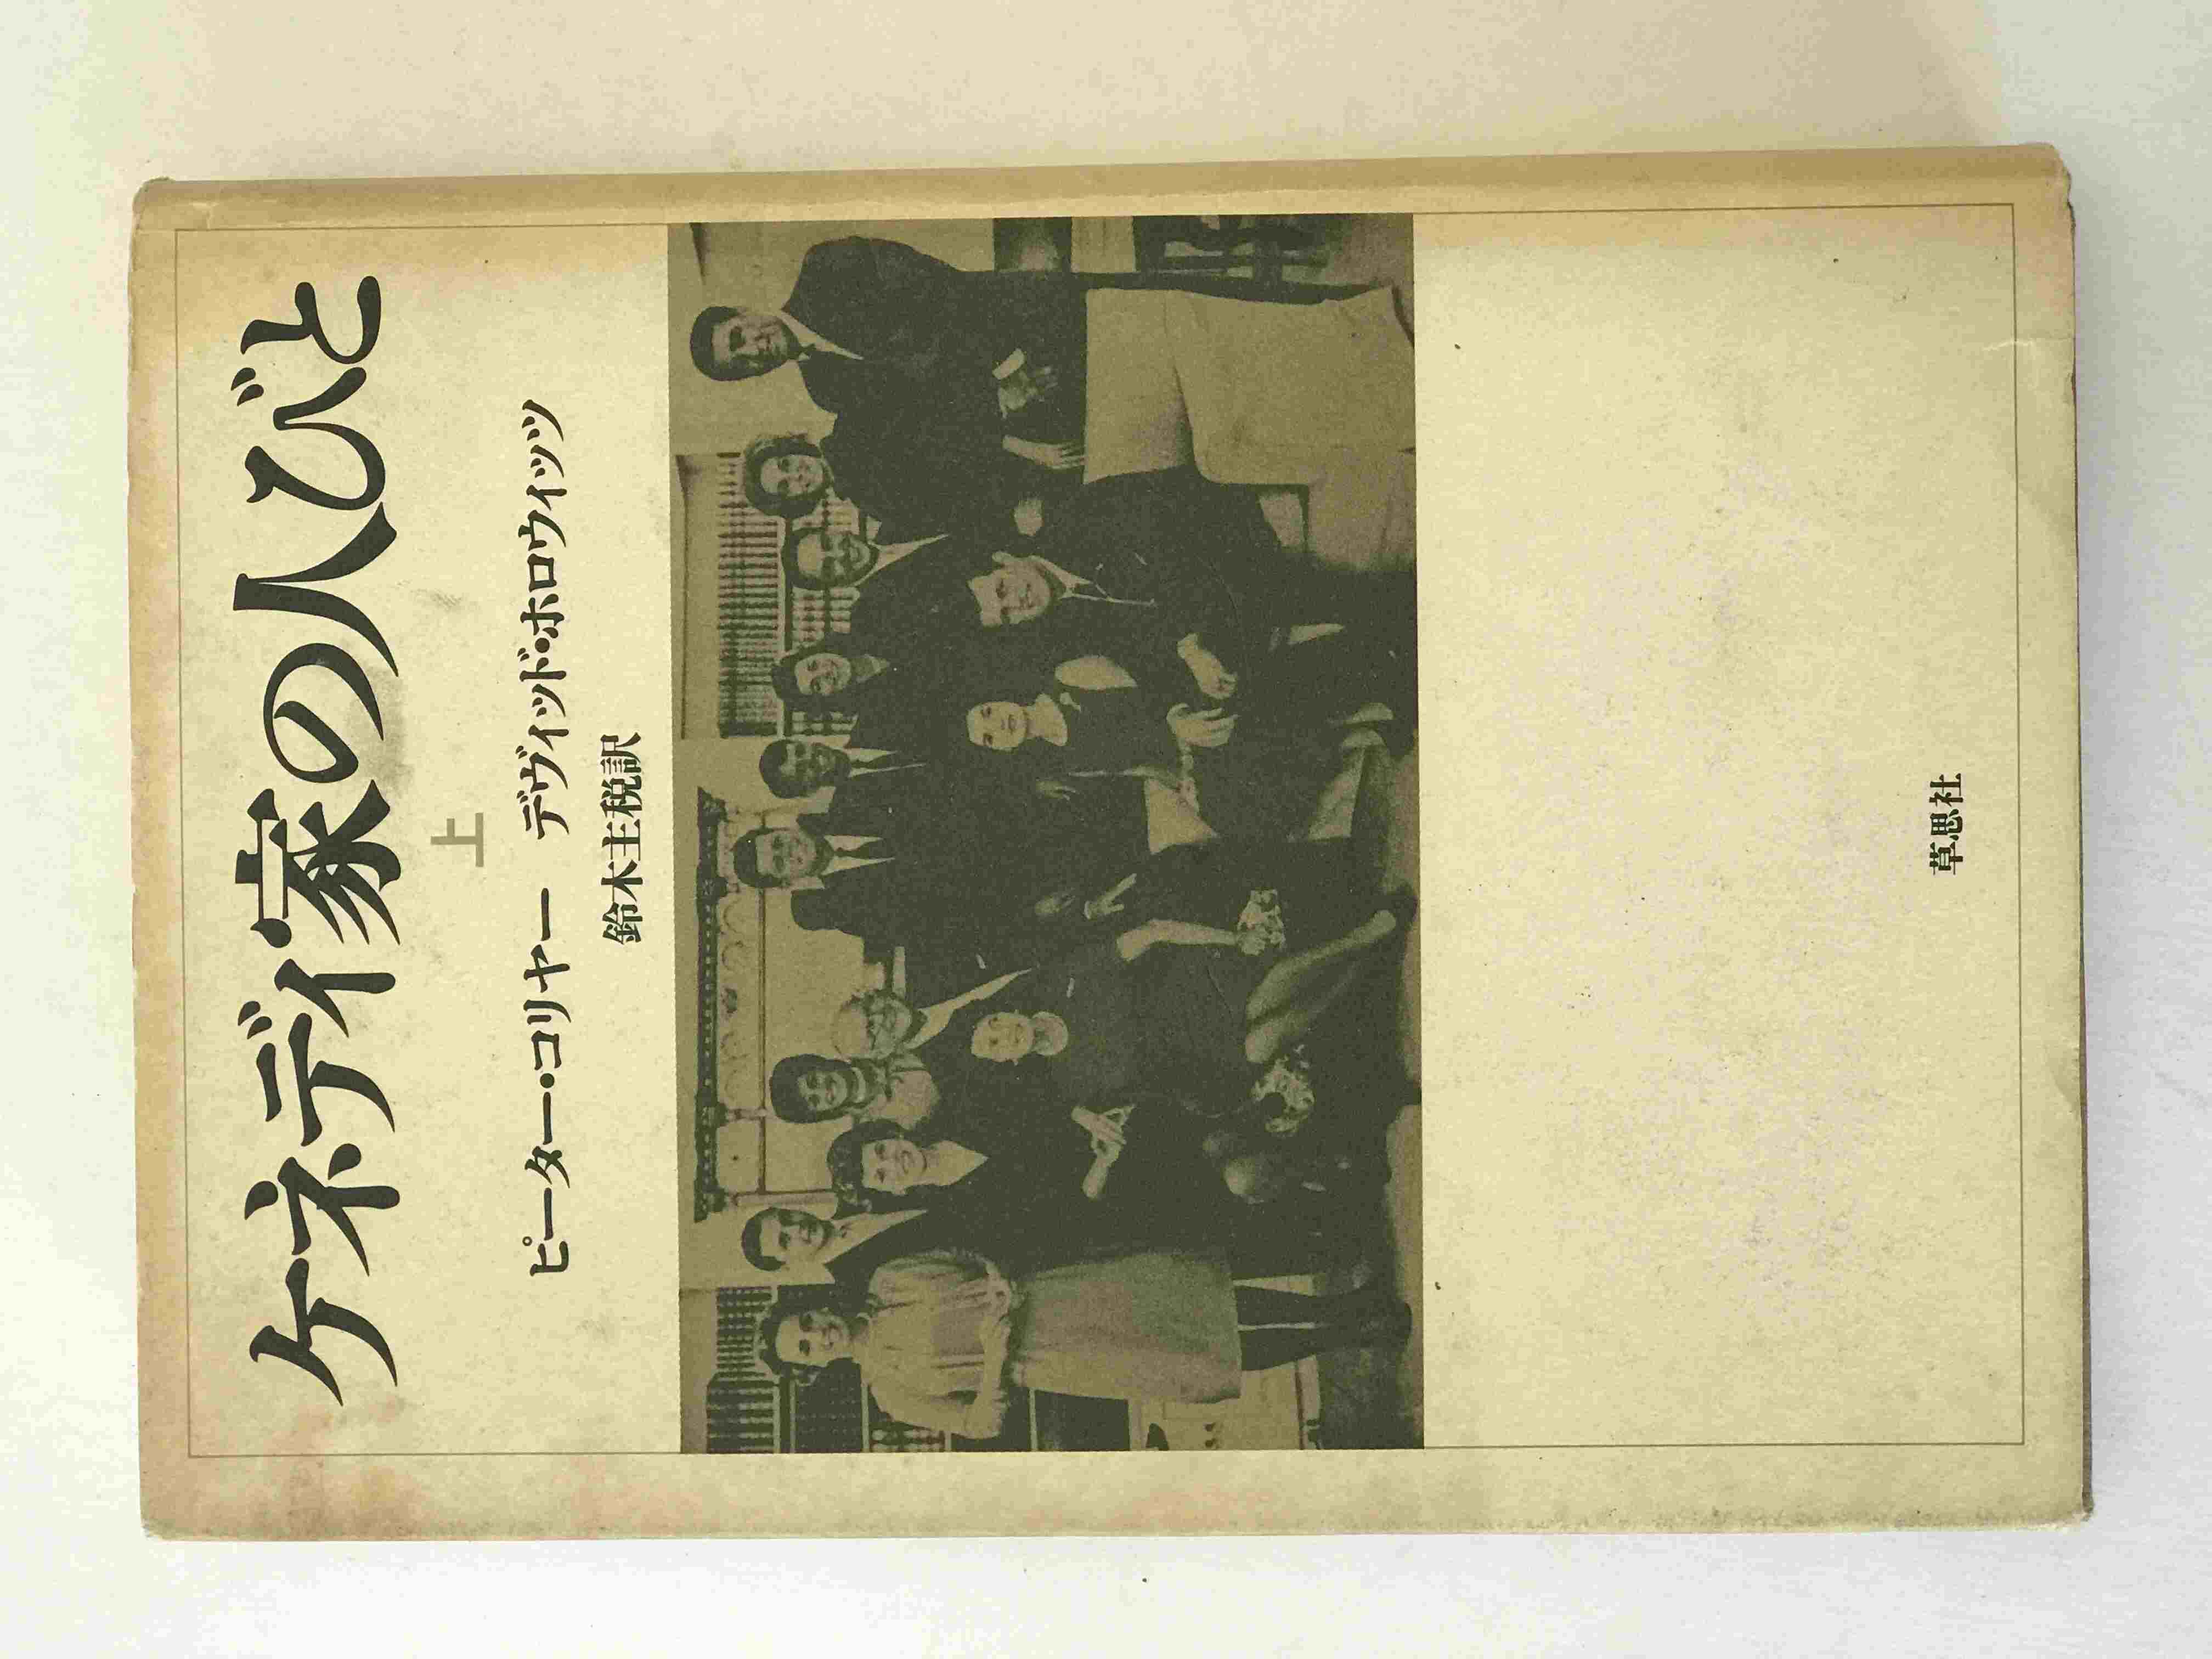 ケネディ家の人びと
上
ピーター・コリヤー　デヴィッド・ホロウィッツ
鈴木主税訳
草思社